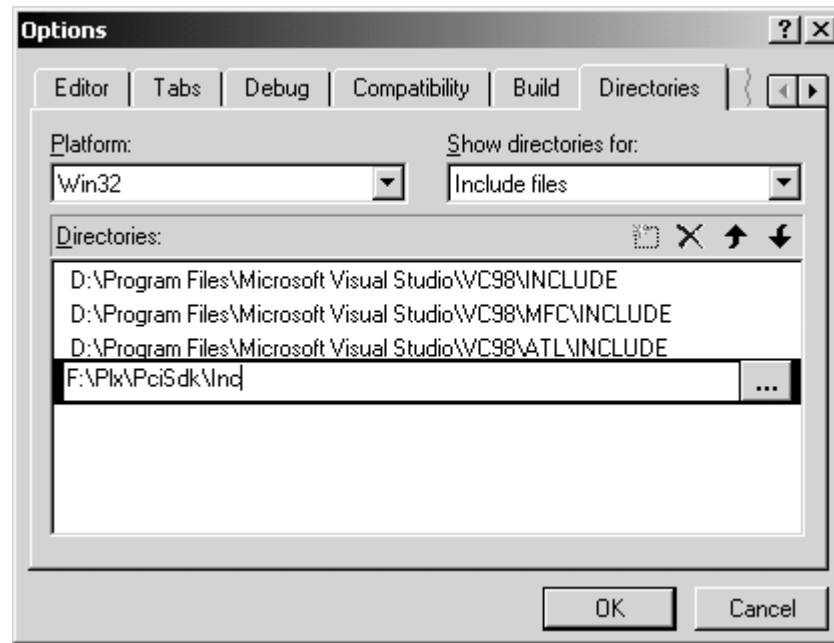 Options
Editor Tabs Debug Compatibility Build Directories
Platform: Show directories for:
Win32 Include files
Directories:
D:\Program Files\Microsoft Visual Studio\VC98\INCLUDE
D:\Program Files\Microsoft Visual Studio\VC98\MFC\INCLUDE
D:\Program Files\Microsoft Visual Studio\VC98\ATL\INCLUDE
F:\Plx\PciSdk\Inc
...
OK Cancel